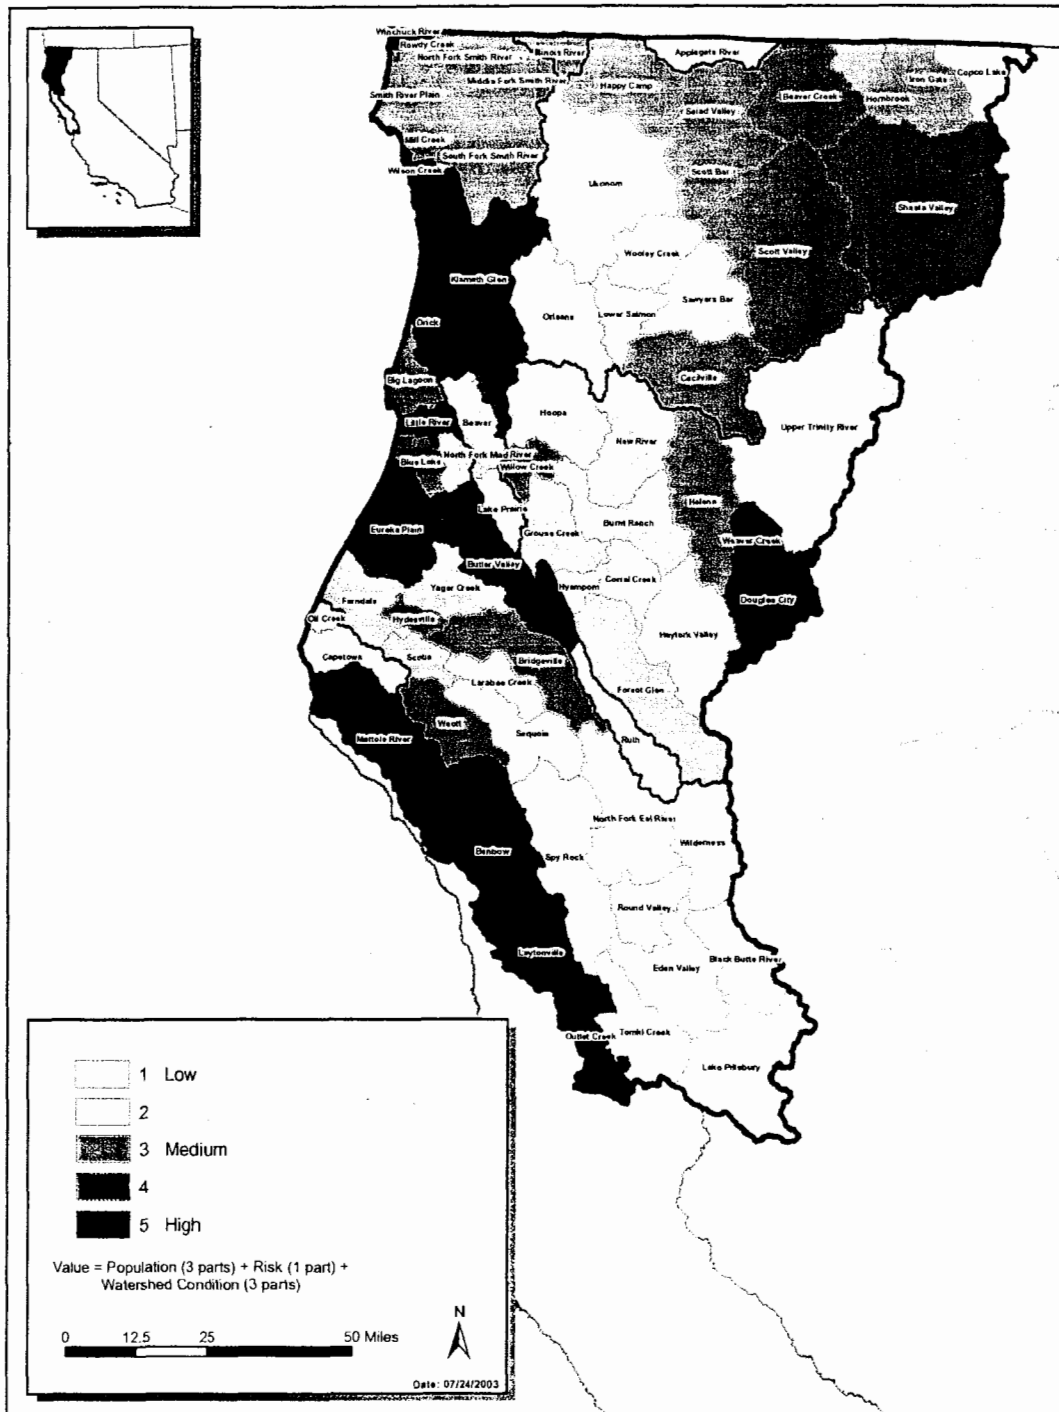 Winchuck River
Rowdy Creek
North Fork Smith River
Illinois River
Applegate River
Middle Fork Smith River
Smith River Plain
Happy Camp
Beaver Creek
Iron Gate
Copco Lake
Hornbrook
Seiad Valley
Mill Creek
South Fork Smith River
Wilson Creek
Scott Bar
Ukonom
Shasta Valley
Wooley Creek
Scott Valley
Klamath Glen
Sawyers Bar
Orick
Orleans
Lower Salmon
Big Lagoon
Cecilville
Little River
Beaver
Hoopa
New River
Upper Trinity River
Blue Lake
North Fork Mad River
Willow Creek
Helena
Lake Prairie
Eureka Plain
Grouse Creek
Burnt Ranch
Weaver Creek
Butler Valley
Hyampom
Corral Creek
Yager Creek
Douglas City
Ferndale
Oil Creek
Hydesville
Hayfork Valley
Capetown
Scotia
Bridgeville
Larabee Creek
Forest Glen
Weott
Mattole River
Sequoia
Ruth
North Fork Eel River
Wilderness
Benbow
Spy Rock
Round Valley
Laytonville
Eden Valley
Black Butte River
Outlet Creek
Tomki Creek
Lake Pillsbury
1 Low
2
3 Medium
4
5 High
Value = Population (3 parts) + Risk (1 part) +
Watershed Condition (3 parts)
N
0 12.5 25 50 Miles
Date: 07/24/2003